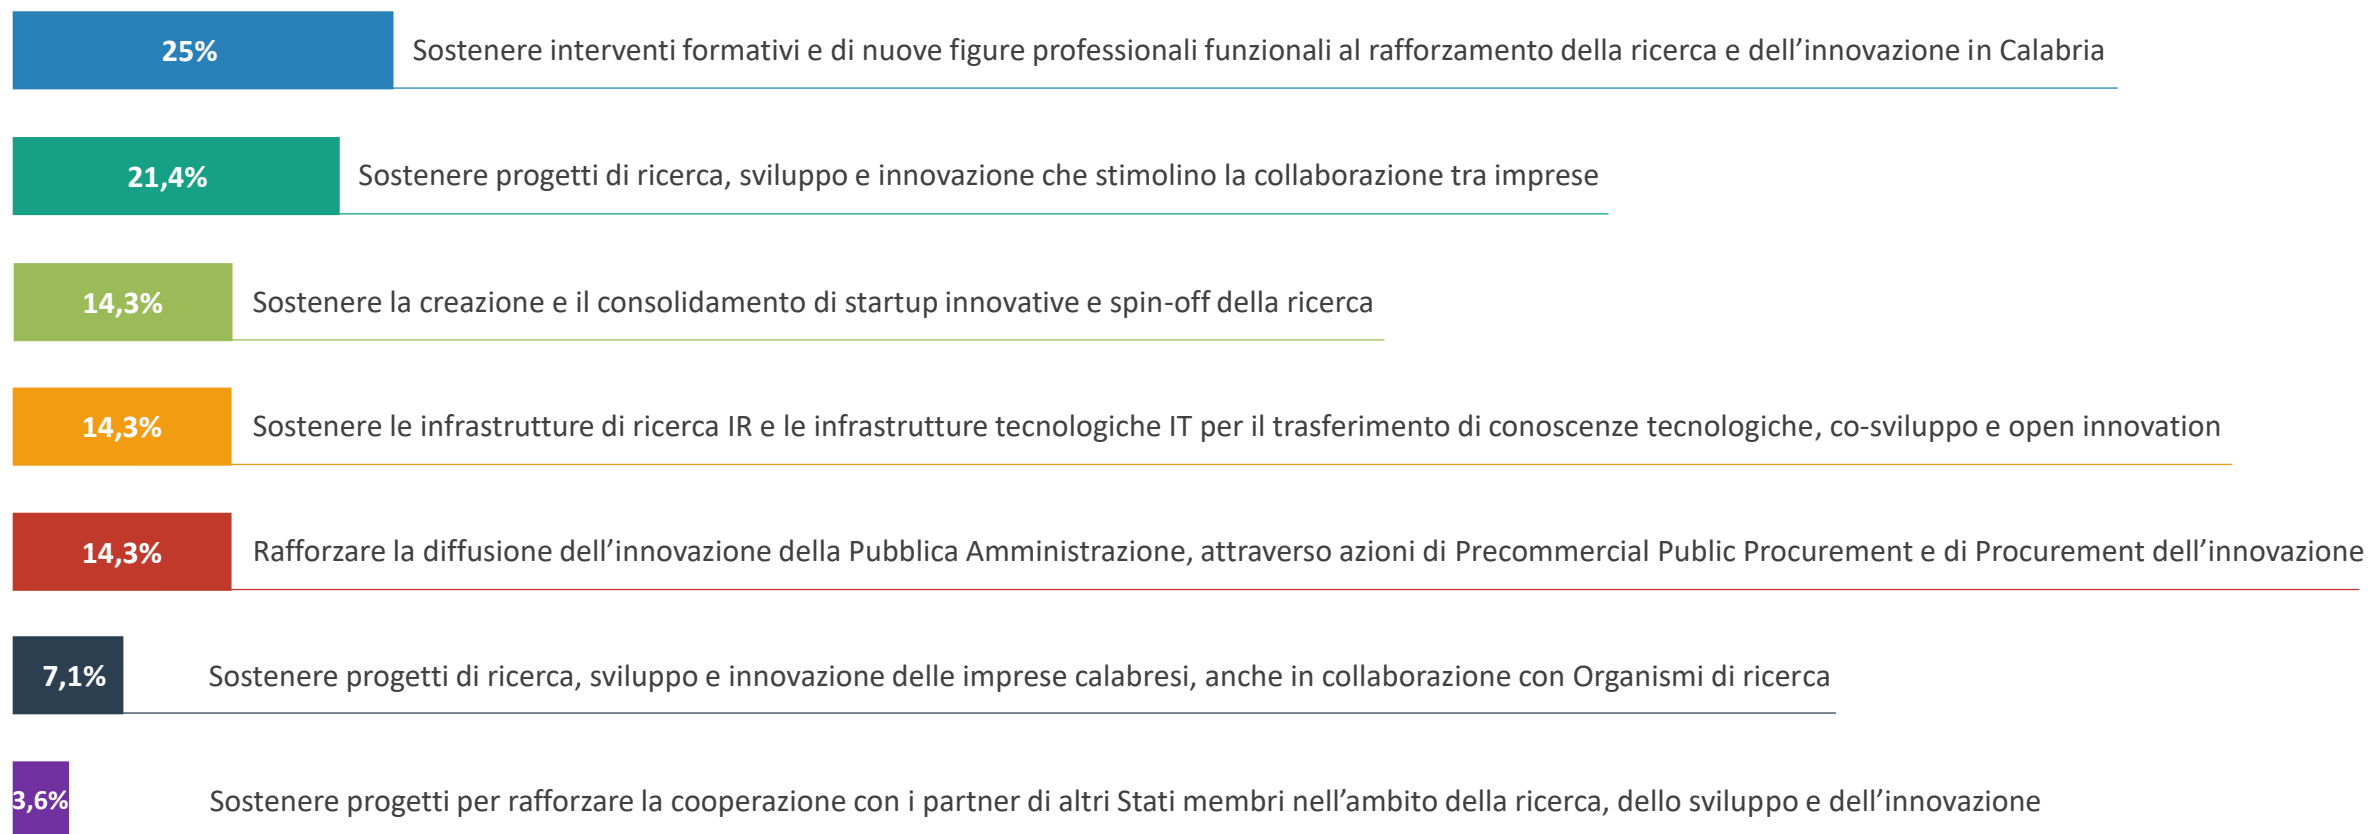 25% Sostenere interventi formativi e di nuove figure professionali funzionali al rafforzamento della ricerca e dell’innovazione in Calabria
21,4% Sostenere progetti di ricerca, sviluppo e innovazione che stimolino la collaborazione tra imprese
14,3% Sostenere la creazione e il consolidamento di startup innovative e spin-off della ricerca
14,3% Sostenere le infrastrutture di ricerca IR e le infrastrutture tecnologiche IT per il trasferimento di conoscenze tecnologiche, co-sviluppo e open innovation
14,3% Rafforzare la diffusione dell’innovazione della Pubblica Amministrazione, attraverso azioni di Precommercial Public Procurement e di Procurement dell’innovazione
7,1% Sostenere progetti di ricerca, sviluppo e innovazione delle imprese calabresi, anche in collaborazione con Organismi di ricerca
3,6% Sostenere progetti per rafforzare la cooperazione con i partner di altri Stati membri nell’ambito della ricerca, dello sviluppo e dell’innovazione